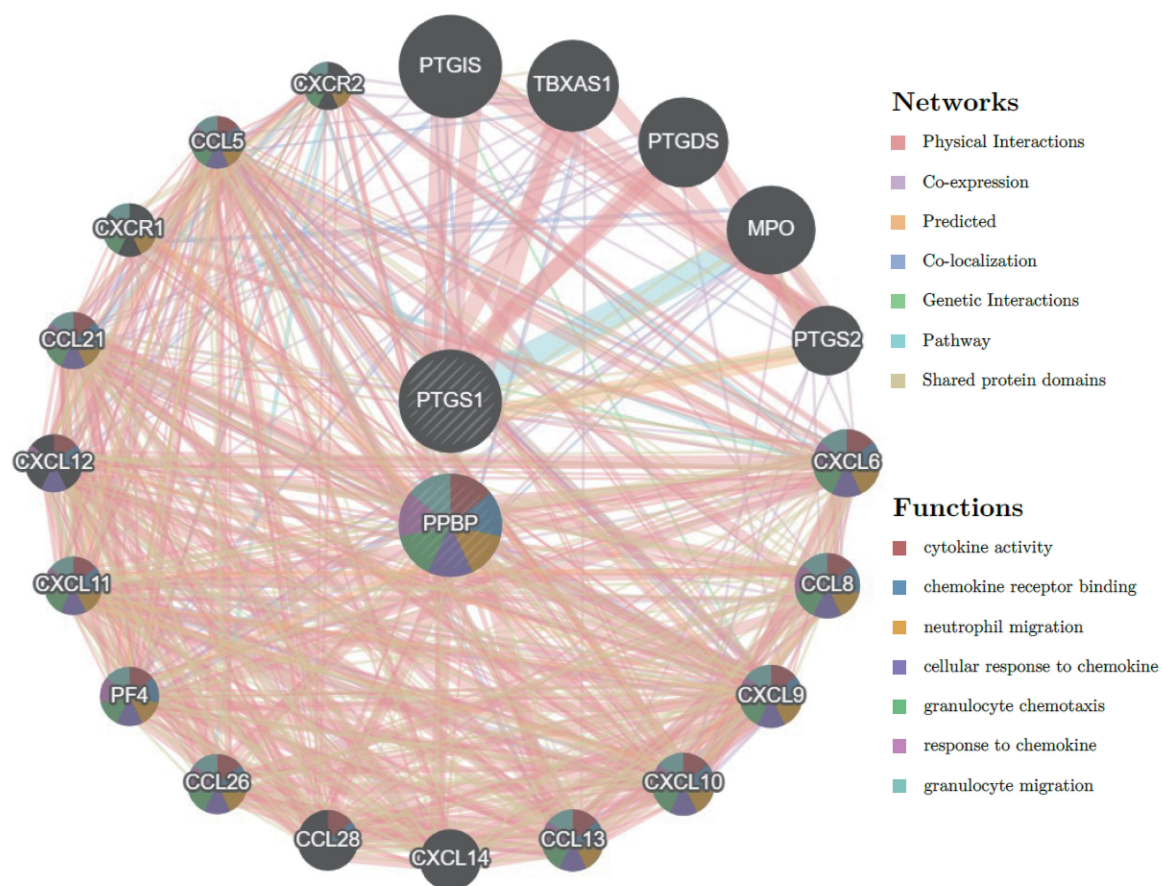 PTGIS
TBXAS1
PTGDS
MPO
PTGS2
CXCL6
CCL8
CXCL9
CXCL10
CCL13
CXCL14
CCL28
CCL26
PF4
CXCL11
CXCL12
CCL21
CXCR1
CCL5
CXCR2
PTGS1
PPBP
Networks
Physical Interactions
Co-expression
Predicted
Co-localization
Genetic Interactions
Pathway
Shared protein domains
Functions
cytokine activity
chemokine receptor binding
neutrophil migration
cellular response to chemokine
granulocyte chemotaxis
response to chemokine
granulocyte migration